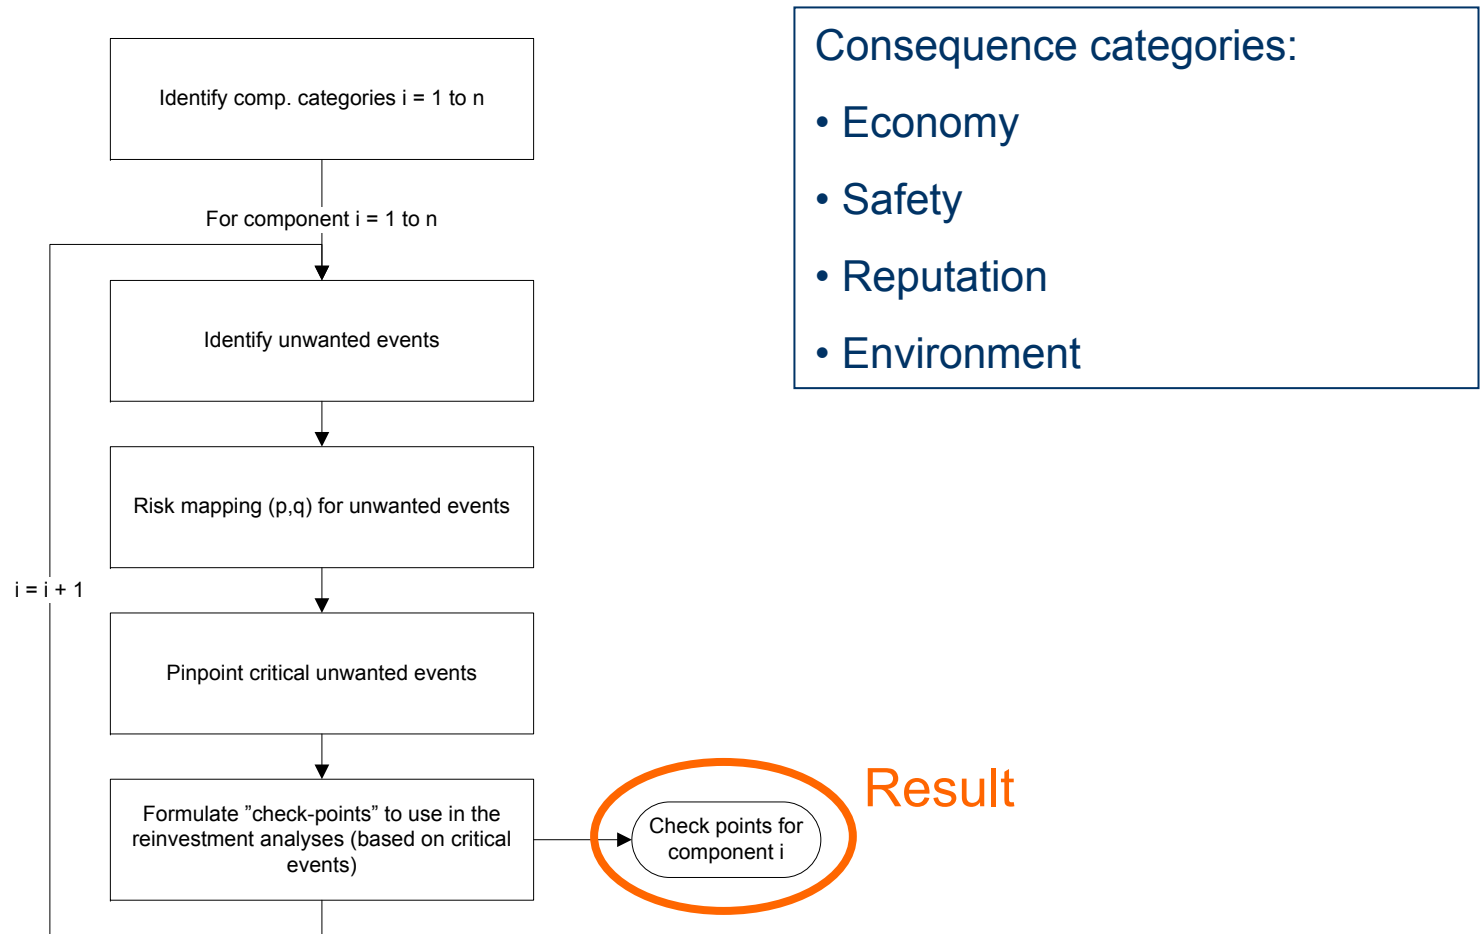 Identify comp. categories i = 1 to n
For component i = 1 to n
Identify unwanted events
Risk mapping (p,q) for unwanted events
i = i + 1
Pinpoint critical unwanted events
Formulate ”check-points” to use in the
reinvestment analyses (based on critical
events)
Check points for
component i
Result
Consequence categories:
• Economy
• Safety
• Reputation
• Environment